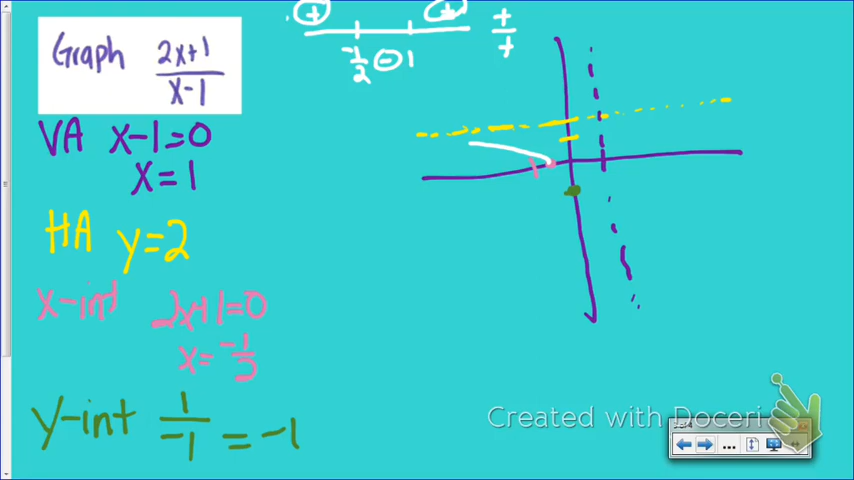 Graph 2x+1
x-1
+ + +
+
-1/2 - 1
VA x-1=0
x=1
HA y=2
x-int 2x+1=0
x= -1/2
y-int 1/-1 = -1
Created with Doceri